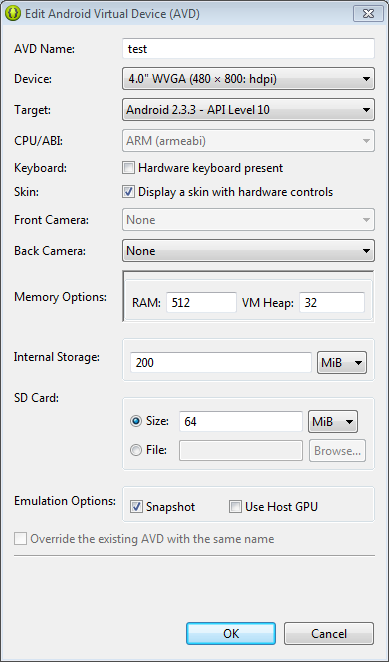 Edit Android Virtual Device (AVD)
AVD Name: test
Device: 4.0" WVGA (480 × 800: hdpi)
Target: Android 2.3.3 - API Level 10
CPU/ABI: ARM (armeabi)
Keyboard: Hardware keyboard present
Skin: Display a skin with hardware controls
Front Camera: None
Back Camera: None
Memory Options: RAM: 512 VM Heap: 32
Internal Storage: 200 MiB
SD Card:
Size: 64 MiB
File: Browse...
Emulation Options: Snapshot Use Host GPU
Override the existing AVD with the same name
OK Cancel